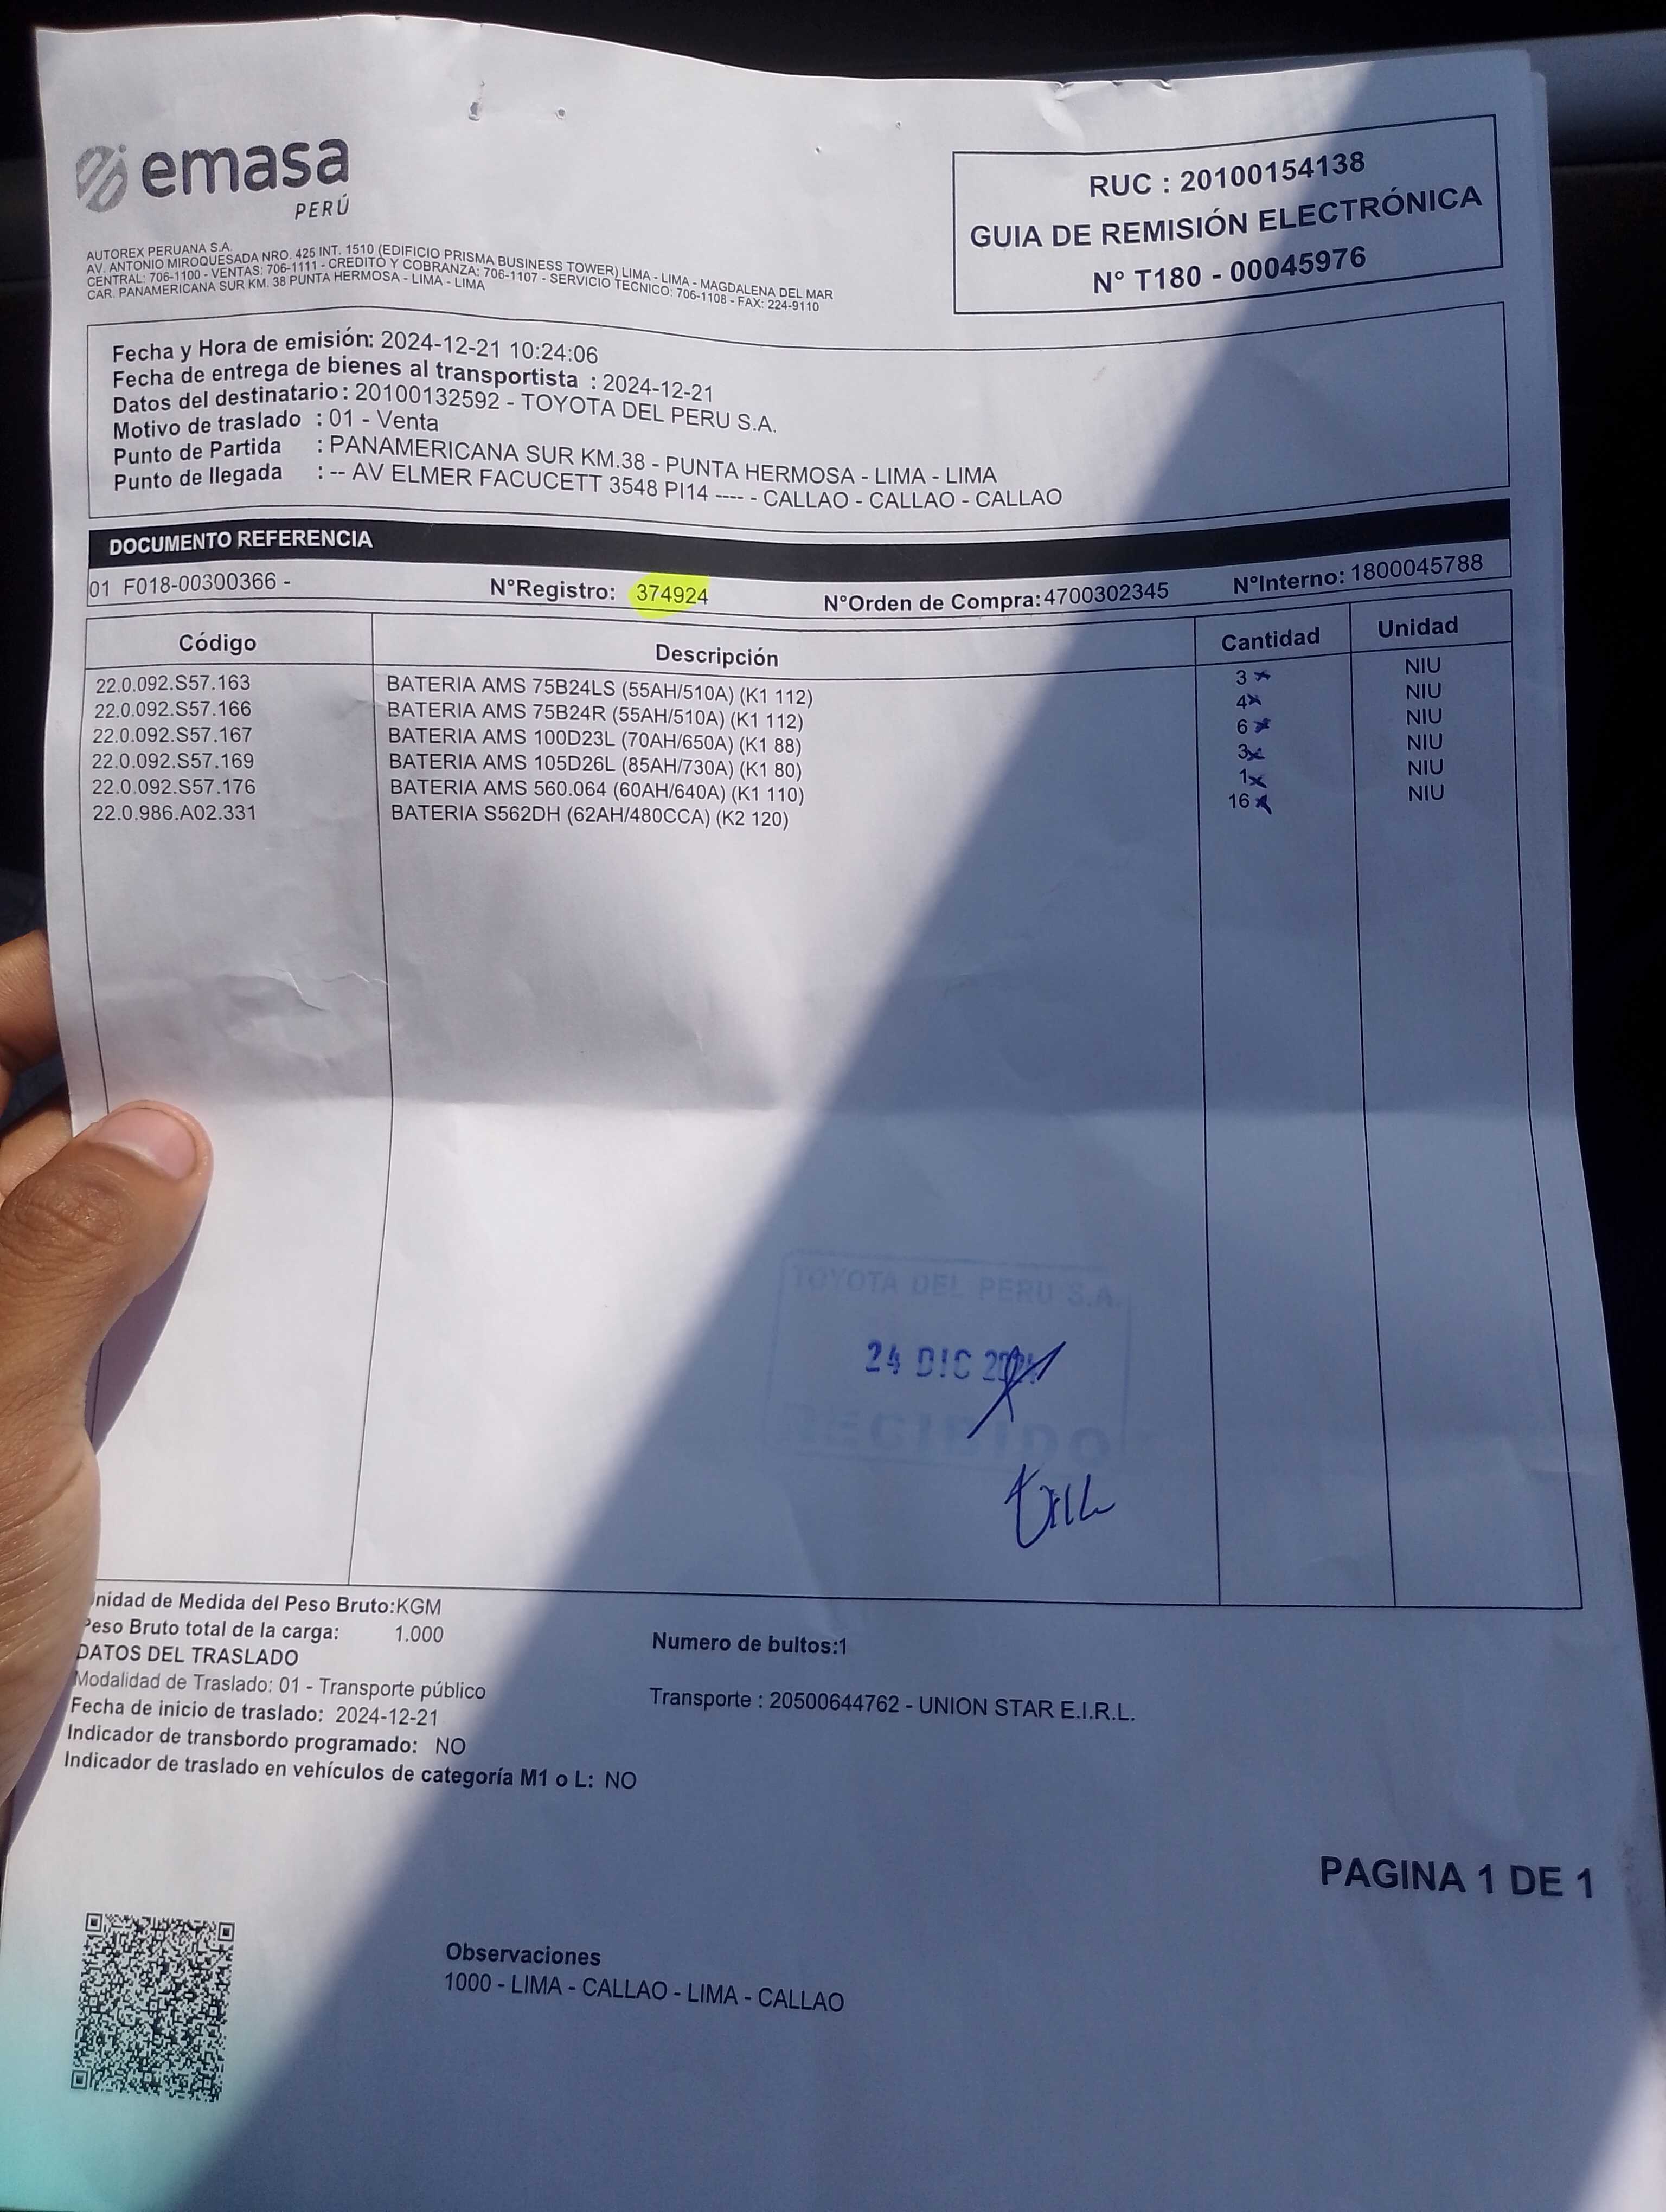 emasa
PERÚ
RUC : 20100154138
GUIA DE REMISIÓN ELECTRÓNICA
N° T180 - 00045976
AUTOREX PERUANA S.A.
AV. ANTONIO MIROQUESADA NRO. 425 INT. 1510 (EDIFICIO PRISMA BUSINESS TOWER) LIMA - LIMA - MAGDALENA DEL MAR
CENTRAL: 706-1100 - VENTAS: 706-1111 - CREDITO Y COBRANZA: 706-1107 - SERVICIO TECNICO: 706-1108 - FAX: 224-9110
CAR. PANAMERICANA SUR KM. 38 PUNTA HERMOSA - LIMA - LIMA
Fecha y Hora de emisión: 2024-12-21 10:24:06
Fecha de entrega de bienes al transportista : 2024-12-21
Datos del destinatario : 20100132592 - TOYOTA DEL PERU S.A.
Motivo de traslado : 01 - Venta
Punto de Partida : PANAMERICANA SUR KM.38 - PUNTA HERMOSA - LIMA - LIMA
Punto de llegada : -- AV ELMER FACUCETT 3548 PI14 ---- - CALLAO - CALLAO - CALLAO
DOCUMENTO REFERENCIA
01 F018-00300366 - N°Registro: 374924 N°Orden de Compra:4700302345 N°Interno: 1800045788
Código Descripción Cantidad Unidad
22.0.092.S57.163 BATERIA AMS 75B24LS (55AH/510A) (K1 112) 3 NIU
22.0.092.S57.166 BATERIA AMS 75B24R (55AH/510A) (K1 112) 4 NIU
22.0.092.S57.167 BATERIA AMS 100D23L (70AH/650A) (K1 88) 6 NIU
22.0.092.S57.169 BATERIA AMS 105D26L (85AH/730A) (K1 80) 3 NIU
22.0.092.S57.176 BATERIA AMS 560.064 (60AH/640A) (K1 110) 1 NIU
22.0.986.A02.331 BATERIA S562DH (62AH/480CCA) (K2 120) 16 NIU
TOYOTA DEL PERU S.A.
24 DIC 2024
RECIBIDO
nidad de Medida del Peso Bruto:KGM
Peso Bruto total de la carga: 1.000 Numero de bultos:1
DATOS DEL TRASLADO
Modalidad de Traslado: 01 - Transporte público Transporte : 20500644762 - UNION STAR E.I.R.L.
Fecha de inicio de traslado: 2024-12-21
Indicador de transbordo programado: NO
Indicador de traslado en vehículos de categoría M1 o L: NO
PAGINA 1 DE 1
Observaciones
1000 - LIMA - CALLAO - LIMA - CALLAO